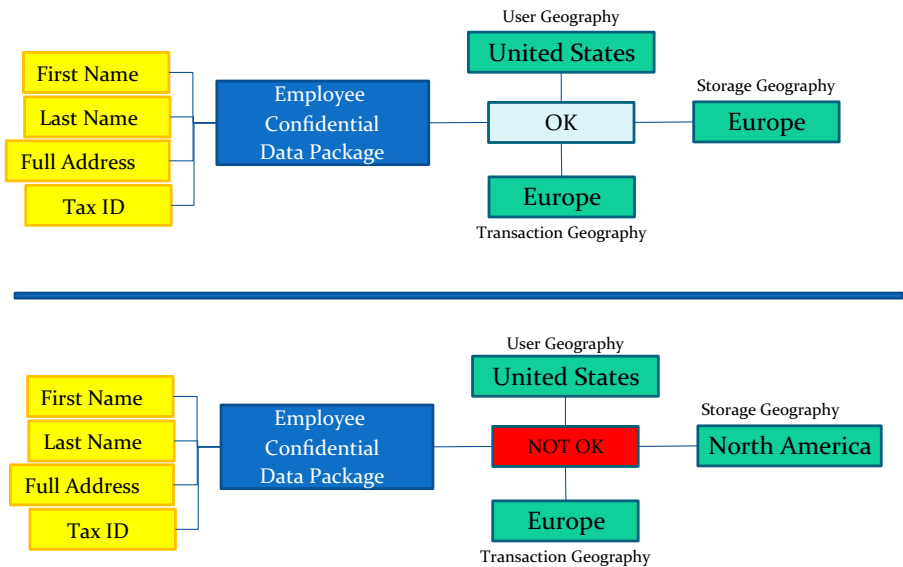 User Geography
United States
First Name
Employee
Confidential
Data Package
Storage Geography
Last Name
OK
Europe
Full Address
Tax ID
Europe
Transaction Geography
User Geography
United States
First Name
Employee
Confidential
Data Package
Storage Geography
Last Name
NOT OK
North America
Full Address
Tax ID
Europe
Transaction Geography